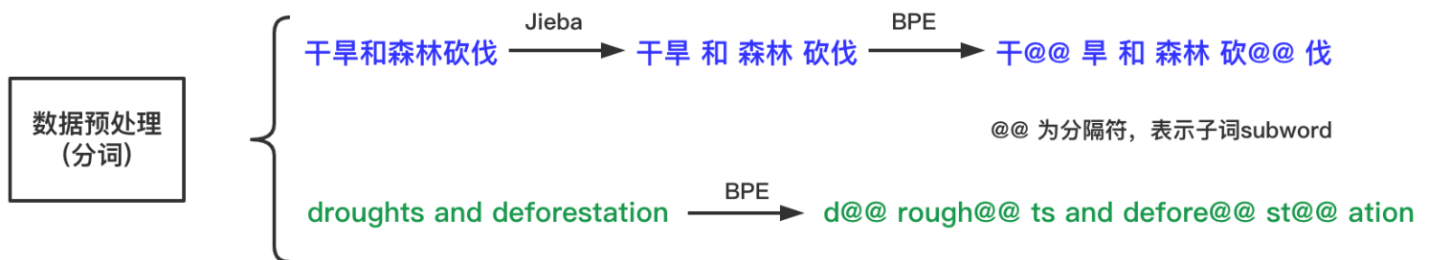 数据预处理
(分词)
Jieba
BPE
干旱和森林砍伐
干旱 和 森林 砍伐
干@@ 旱 和 森林 砍@@ 伐
@@ 为分隔符，表示子词subword
BPE
droughts and deforestation
d@@ rough@@ ts and defore@@ st@@ ation